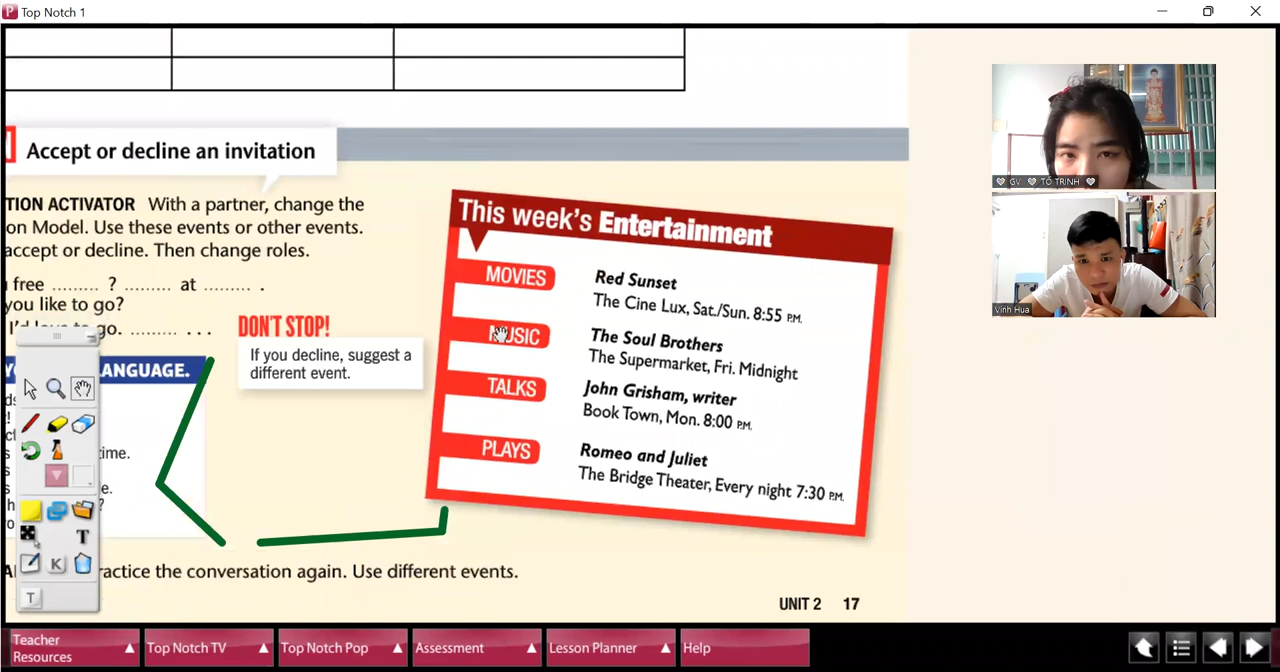 Top Notch 1
Accept or decline an invitation
TION ACTIVATOR With a partner, change the
on Model. Use these events or other events.
accept or decline. Then change roles.
free ......... ? ......... at ......... .
you like to go?
go. ......... . . .
DON'T STOP!
If you decline, suggest a
different event.
LANGUAGE.
time.
e.
?
ractice the conversation again. Use different events.
This week's Entertainment
MOVIES
Red Sunset
The Cine Lux, Sat./Sun. 8:55 P.M.
MUSIC
The Soul Brothers
The Supermarket, Fri. Midnight
TALKS
John Grisham, writer
Book Town, Mon. 8:00 P.M.
PLAYS
Romeo and Juliet
The Bridge Theater, Every night 7:30 P.M.
UNIT 2 17
GV TỐ TRINH
Vinh Hua
T
K
T
Teacher
Resources
Top Notch TV
Top Notch Pop
Assessment
Lesson Planner
Help